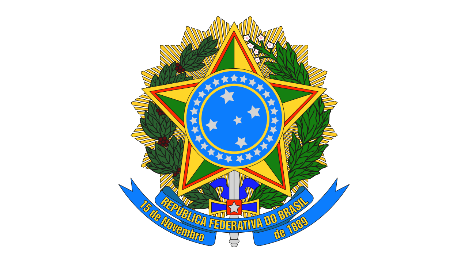 REPÚBLICA FEDERATIVA DO BRASIL
15 de Novembro
de 1889